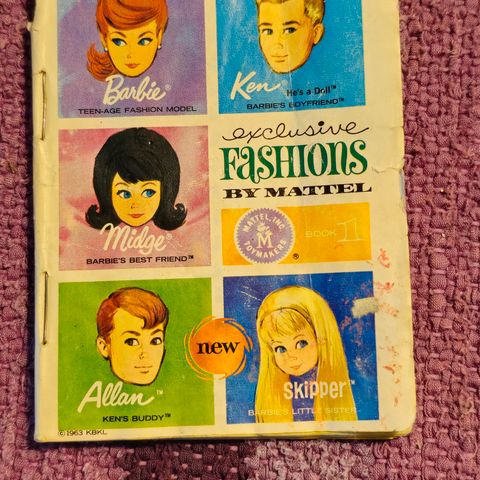 Barbie®
TEEN-AGE FASHION MODEL
Ken He's a Doll™
BARBIE'S BOYFRIEND™
exclusive
FASHIONS
BY MATTEL
MATTEL, INC.
M
TOYMAKERS
®
BOOK 1
Midge®
BARBIE'S BEST FRIEND™
new
Allan™
KEN'S BUDDY™
Skipper™
BARBIE'S LITTLE SISTER
© 1963 KBKL